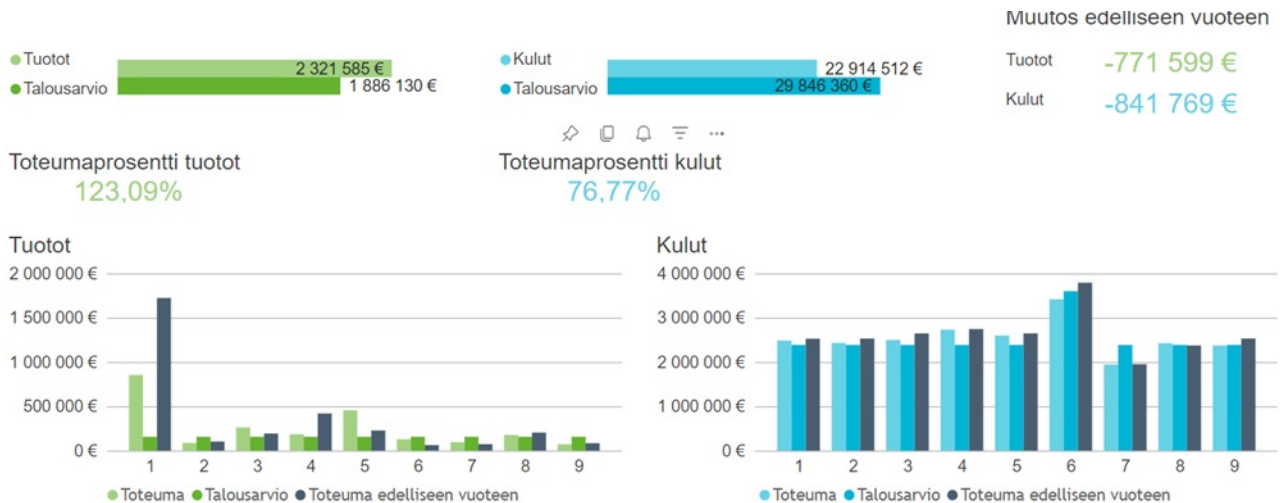 Muutos edelliseen vuoteen
Tuotot
2 321 585 €
Talousarvio
1 886 130 €
Kulut
22 914 512 €
Talousarvio
29 846 360 €
Tuotot -771 599 €
Kulut -841 769 €
Toteumaprosentti tuotot
123,09%
Toteumaprosentti kulut
76,77%
Tuotot
2 000 000 €
1 500 000 €
1 000 000 €
500 000 €
0 €
1 2 3 4 5 6 7 8 9
Toteuma Talousarvio Toteuma edelliseen vuoteen
Kulut
4 000 000 €
3 000 000 €
2 000 000 €
1 000 000 €
0 €
1 2 3 4 5 6 7 8 9
Toteuma Talousarvio Toteuma edelliseen vuoteen